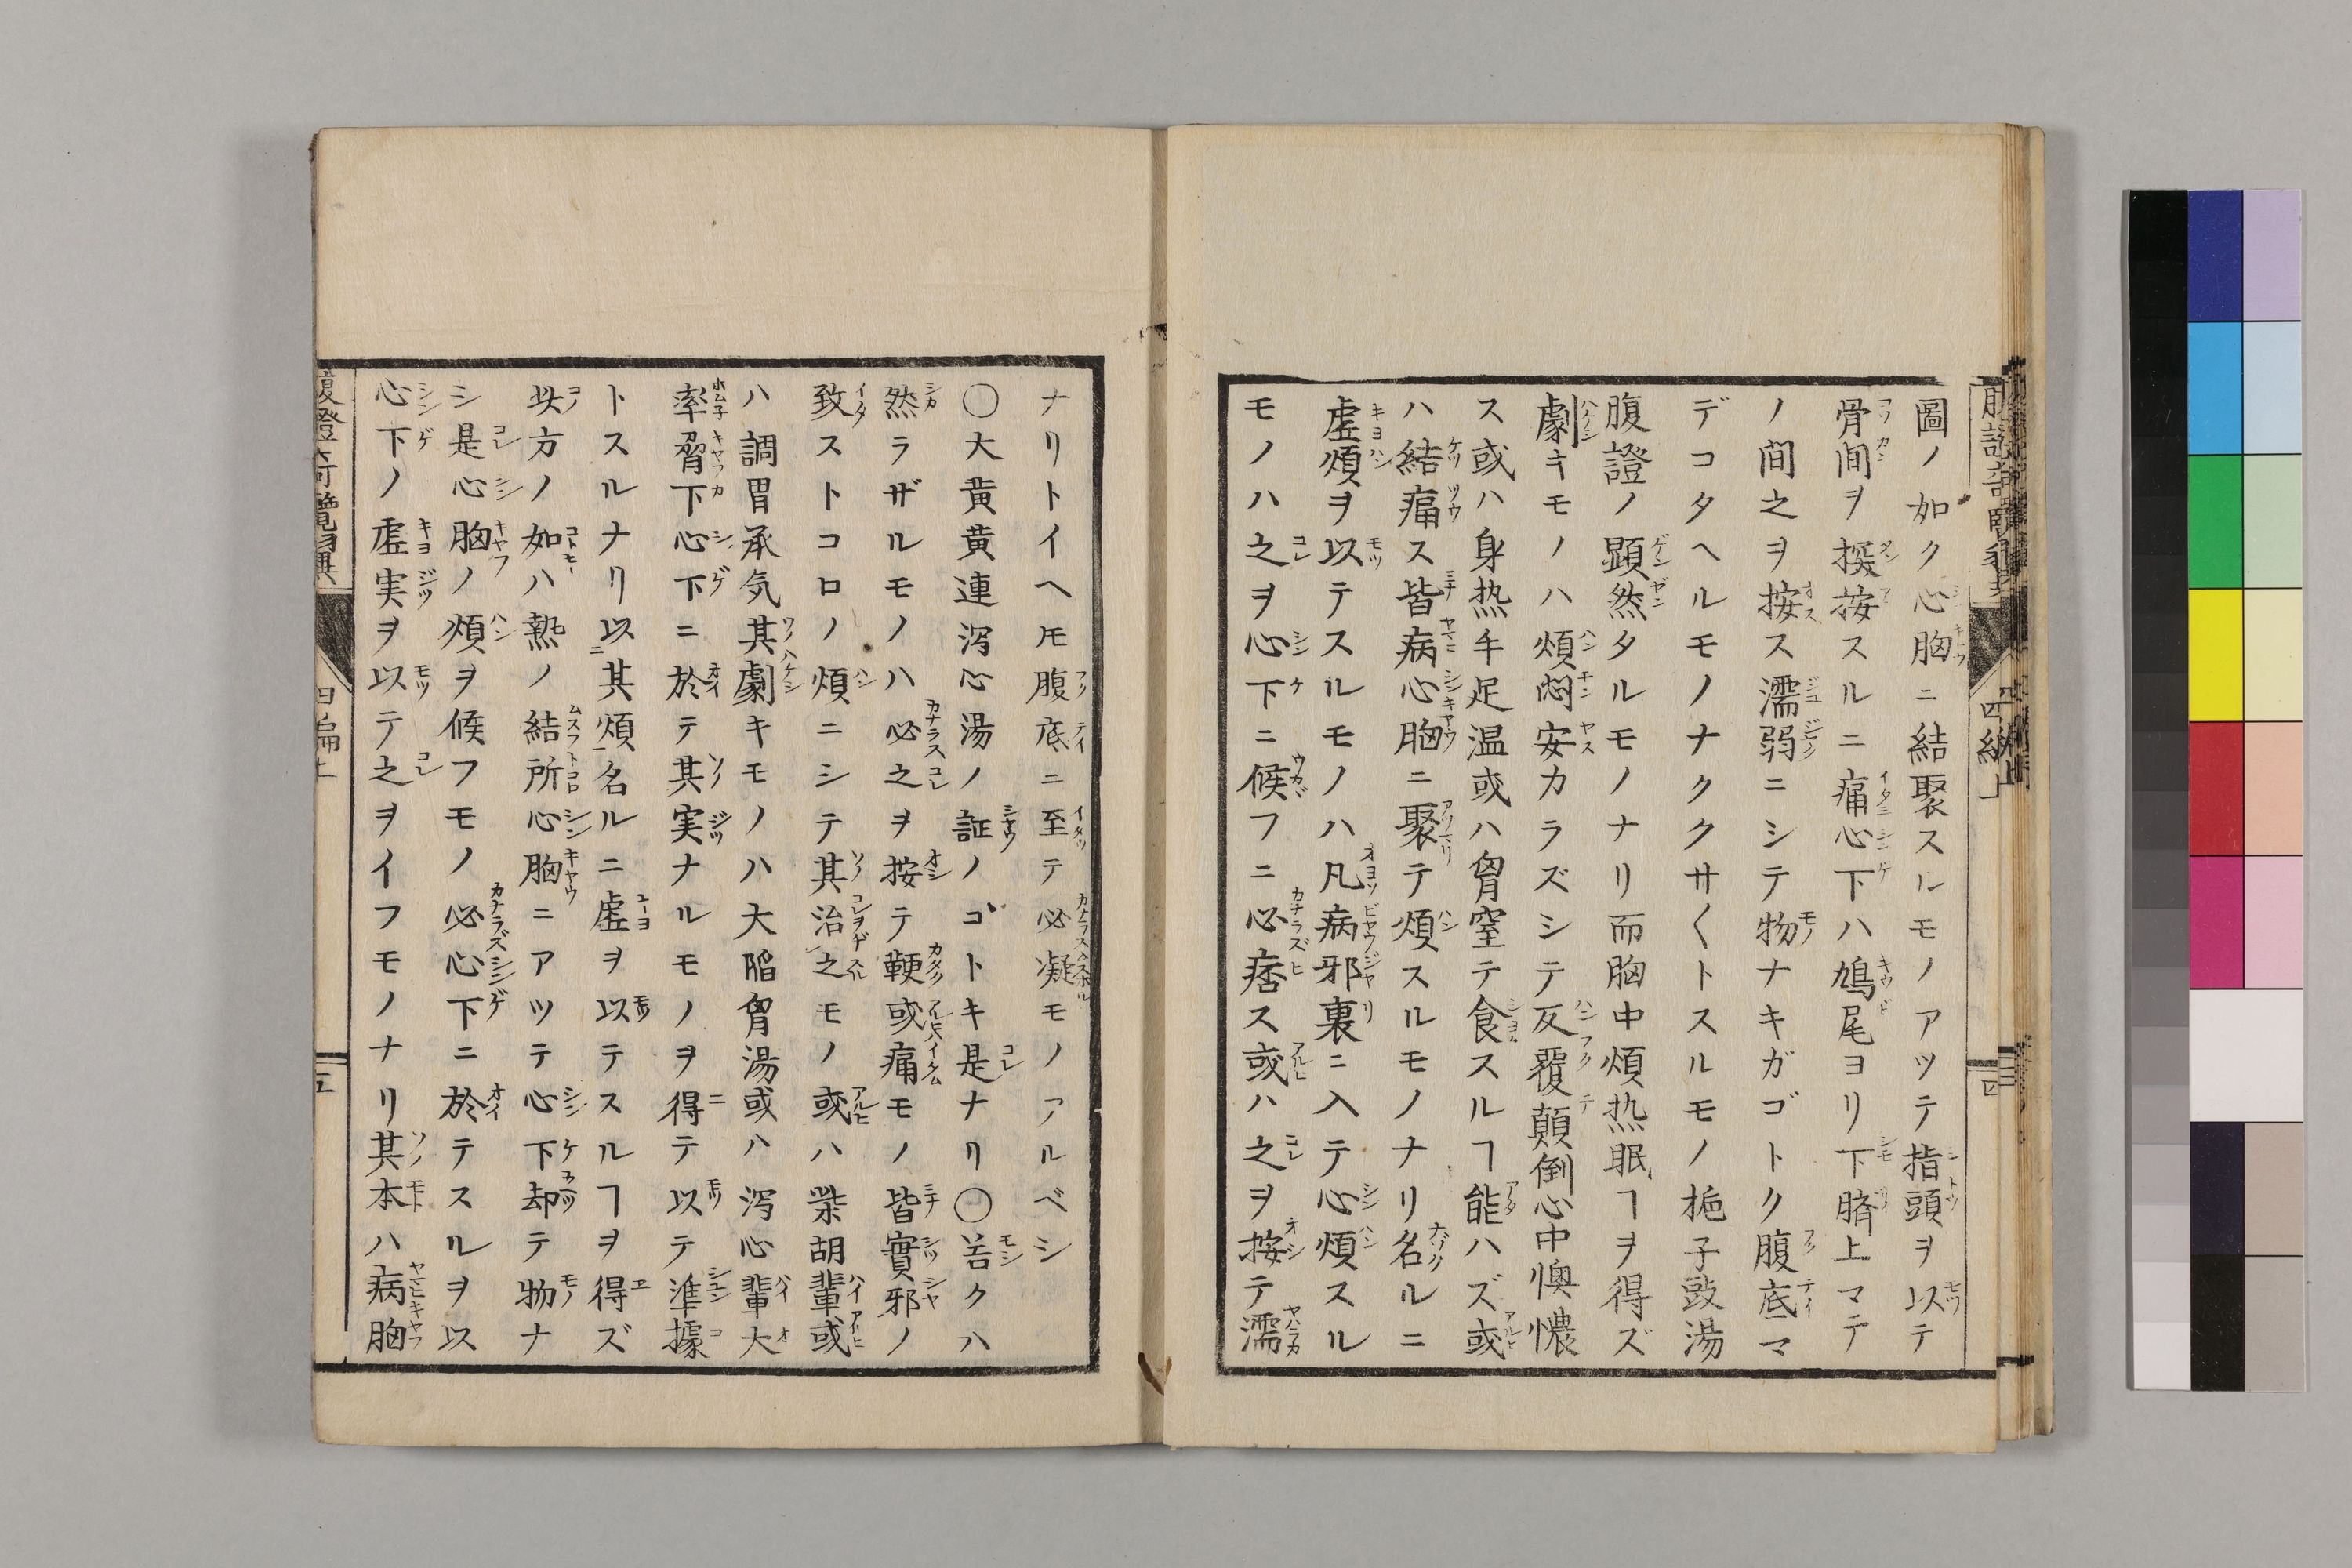 圖ノ如ク心胸ニ結聚スルモノアツテ指頭ヲ以テ
骨間ヲ摸按スルニ痛心下ハ鳩尾ヨリ下臍上マテ
ノ間之ヲ按ス濡弱ニシテ物ナキガゴトク腹底マ
デコタヘルモノナククサ〱トスルモノ梔子豉湯
腹證ノ顕然タルモノナリ而胸中煩热眠ヿヲ得ズ
劇キモノハ煩悶安カラズシテ反覆顛倒心中懊憹
ス或ハ身热手足温或ハ胷窒テ食スルヿ能ハズ或
ハ結痛ス皆病心胸ニ聚テ煩スルモノナリ名ルニ
虚煩ヲ以テスルモノハ凡病邪裏ニ入テ心煩スル
モノハ之ヲ心下ニ候フニ必痞ス或ハ之ヲ按テ濡
ナリトイヘ𪜈腹底ニ至テ必凝モノアルベシ
〇大黄黄連瀉心湯ノ証ノゴトキ是ナリ〇若クハ
然ラザルモノハ必之ヲ按テ鞕或痛モノ皆實邪ノ
致ストコロノ煩ニシテ其治之モノ或ハ柴胡輩或
ハ調胃承気其劇キモノハ大陥胷湯或ハ瀉心輩大
率脅下心下ニ於テ其実ナルモノヲ得テ以テ準據
トスルナリ以其煩名ルニ虚ヲ以テスルヿヲ得ズ
此方ノ如ハ熱ノ結所心胸ニアツテ心下却テ物ナ
シ是心胸ノ煩ヲ候フモノ必心下ニ於テスルヲ以
心下ノ虚実ヲ以テ之ヲイフモノナリ其本ハ病胸
腹證奇覽翼
四編上
五